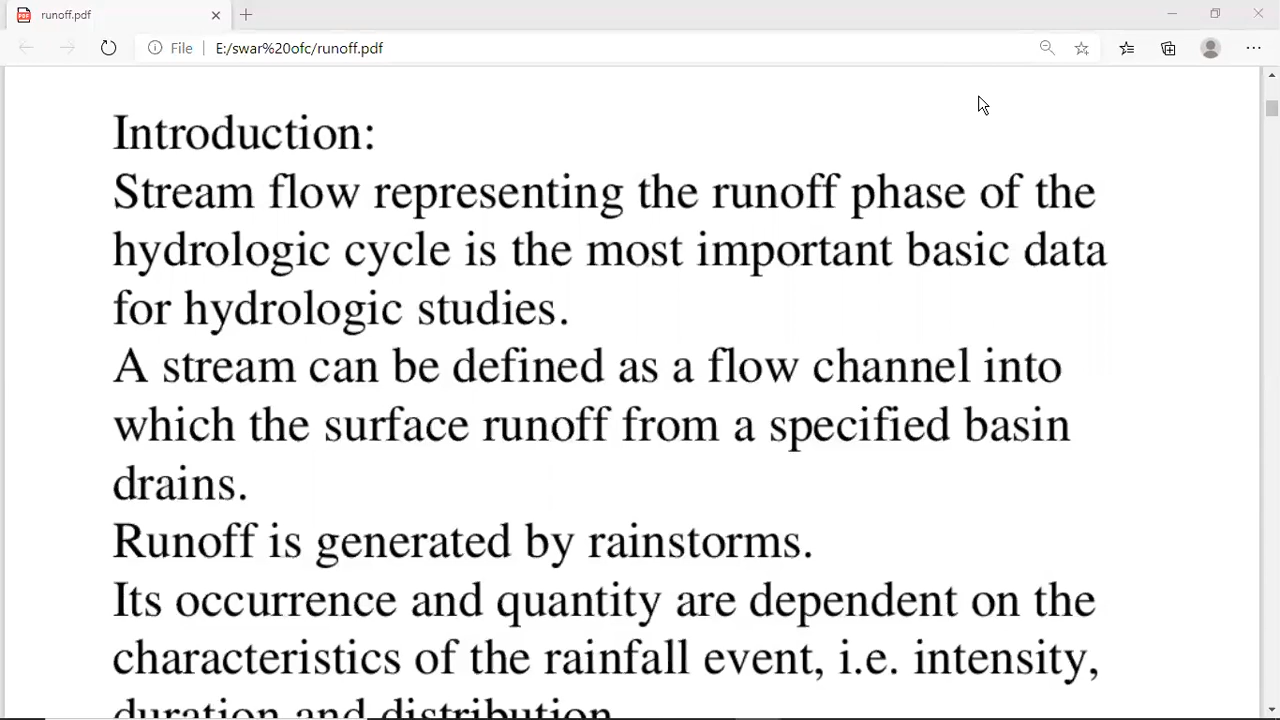 runoff.pdf
File
E:/swar%20ofc/runoff.pdf
Introduction:
Stream flow representing the runoff phase of the
hydrologic cycle is the most important basic data
for hydrologic studies.
A stream can be defined as a flow channel into
which the surface runoff from a specified basin
drains.
Runoff is generated by rainstorms.
Its occurrence and quantity are dependent on the
characteristics of the rainfall event, i.e. intensity,
duration and distribution.